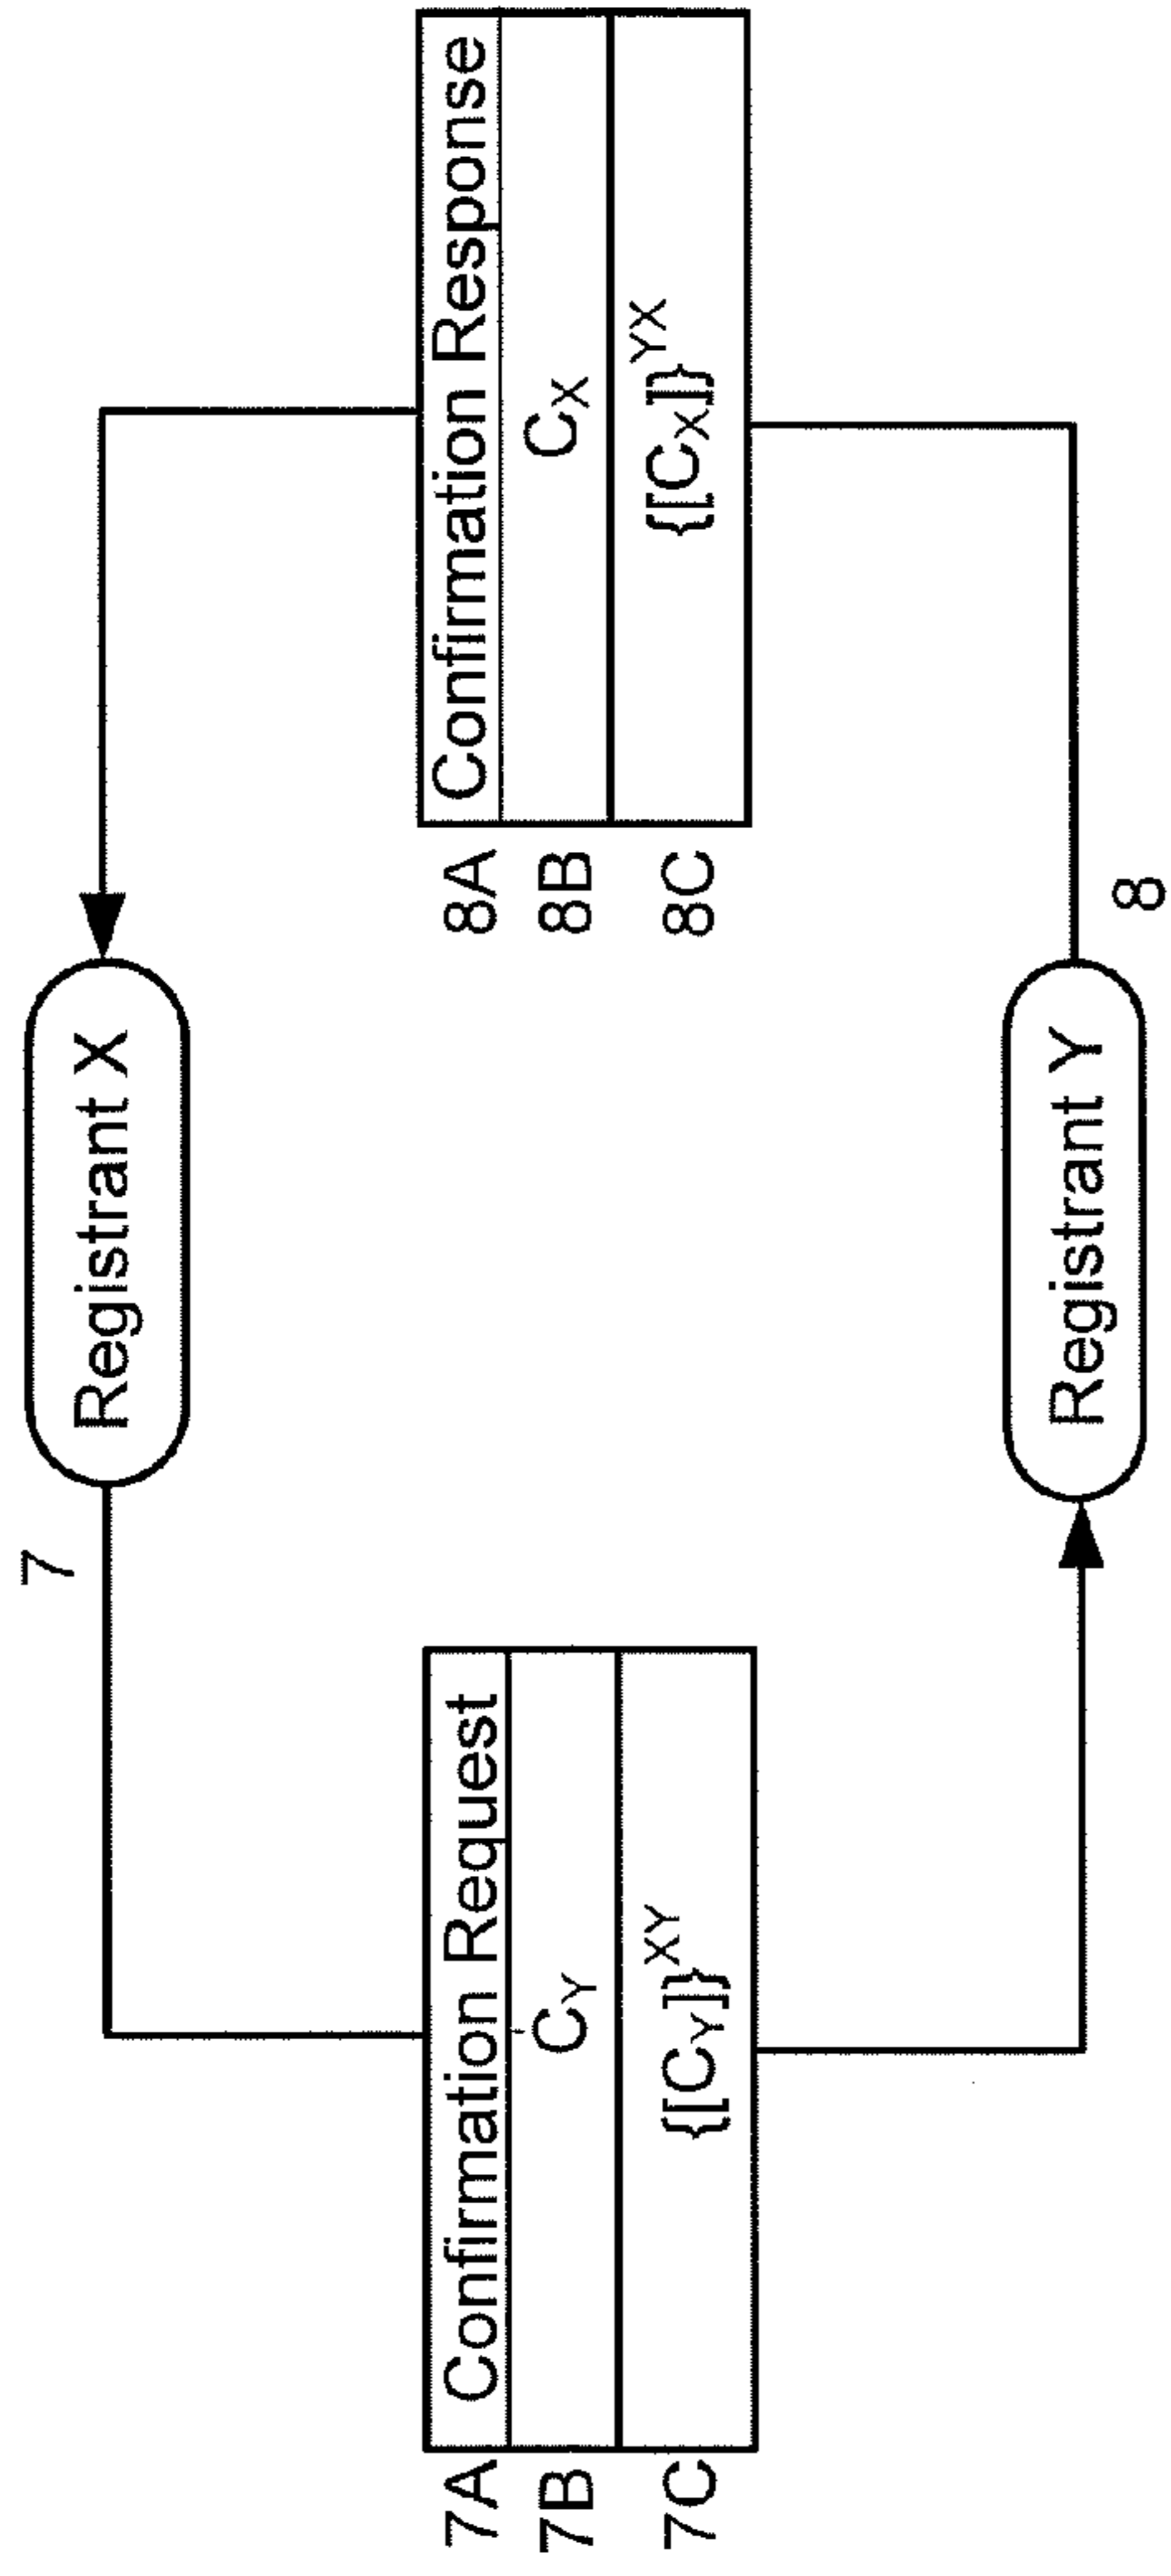 Registrant X
7
7A Confirmation Request
7B C_Y
7C {[C_Y]}^XY
Confirmation Response 8A
C_X 8B
{[C_X]}^YX 8C
Registrant Y
8